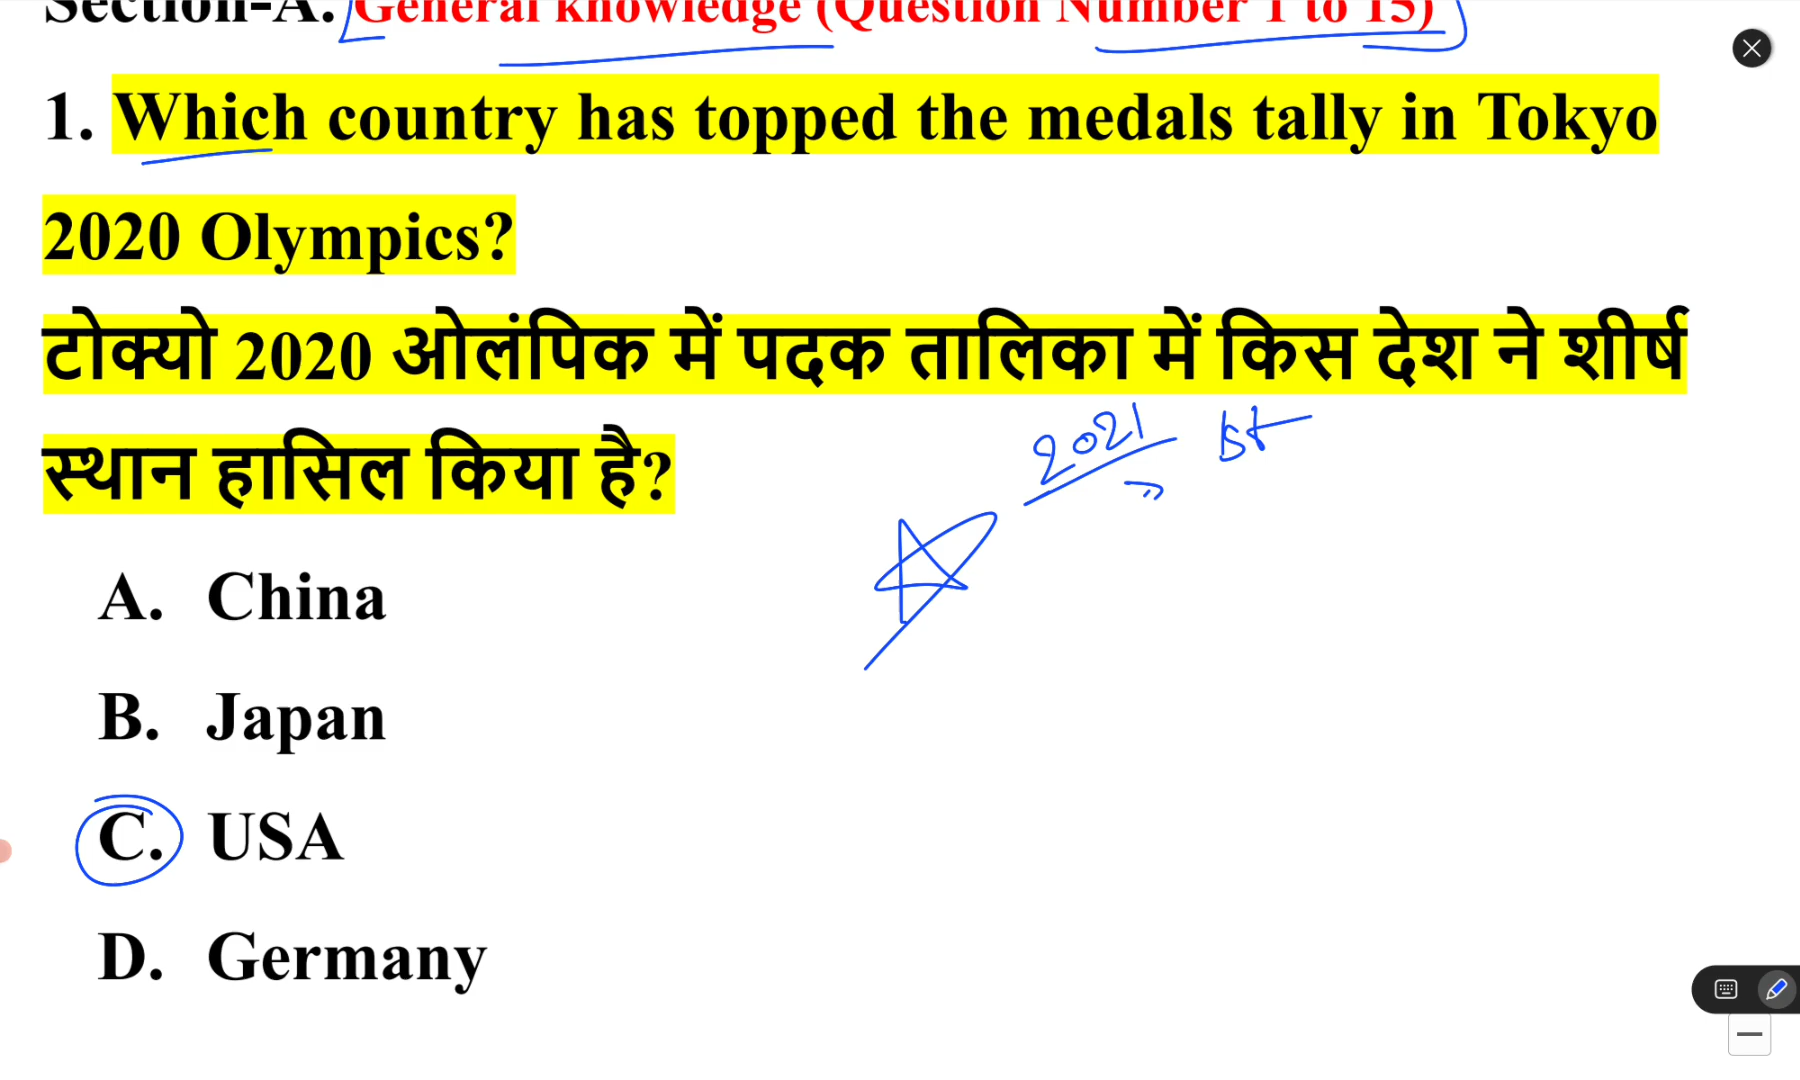 Section-A. General knowledge (Question Number 1 to 15)
1. Which country has topped the medals tally in Tokyo
2020 Olympics?
टोक्यो 2020 ओलंपिक में पदक तालिका में किस देश ने शीर्ष
स्थान हासिल किया है?
2021
A. China
B. Japan
C. USA
D. Germany